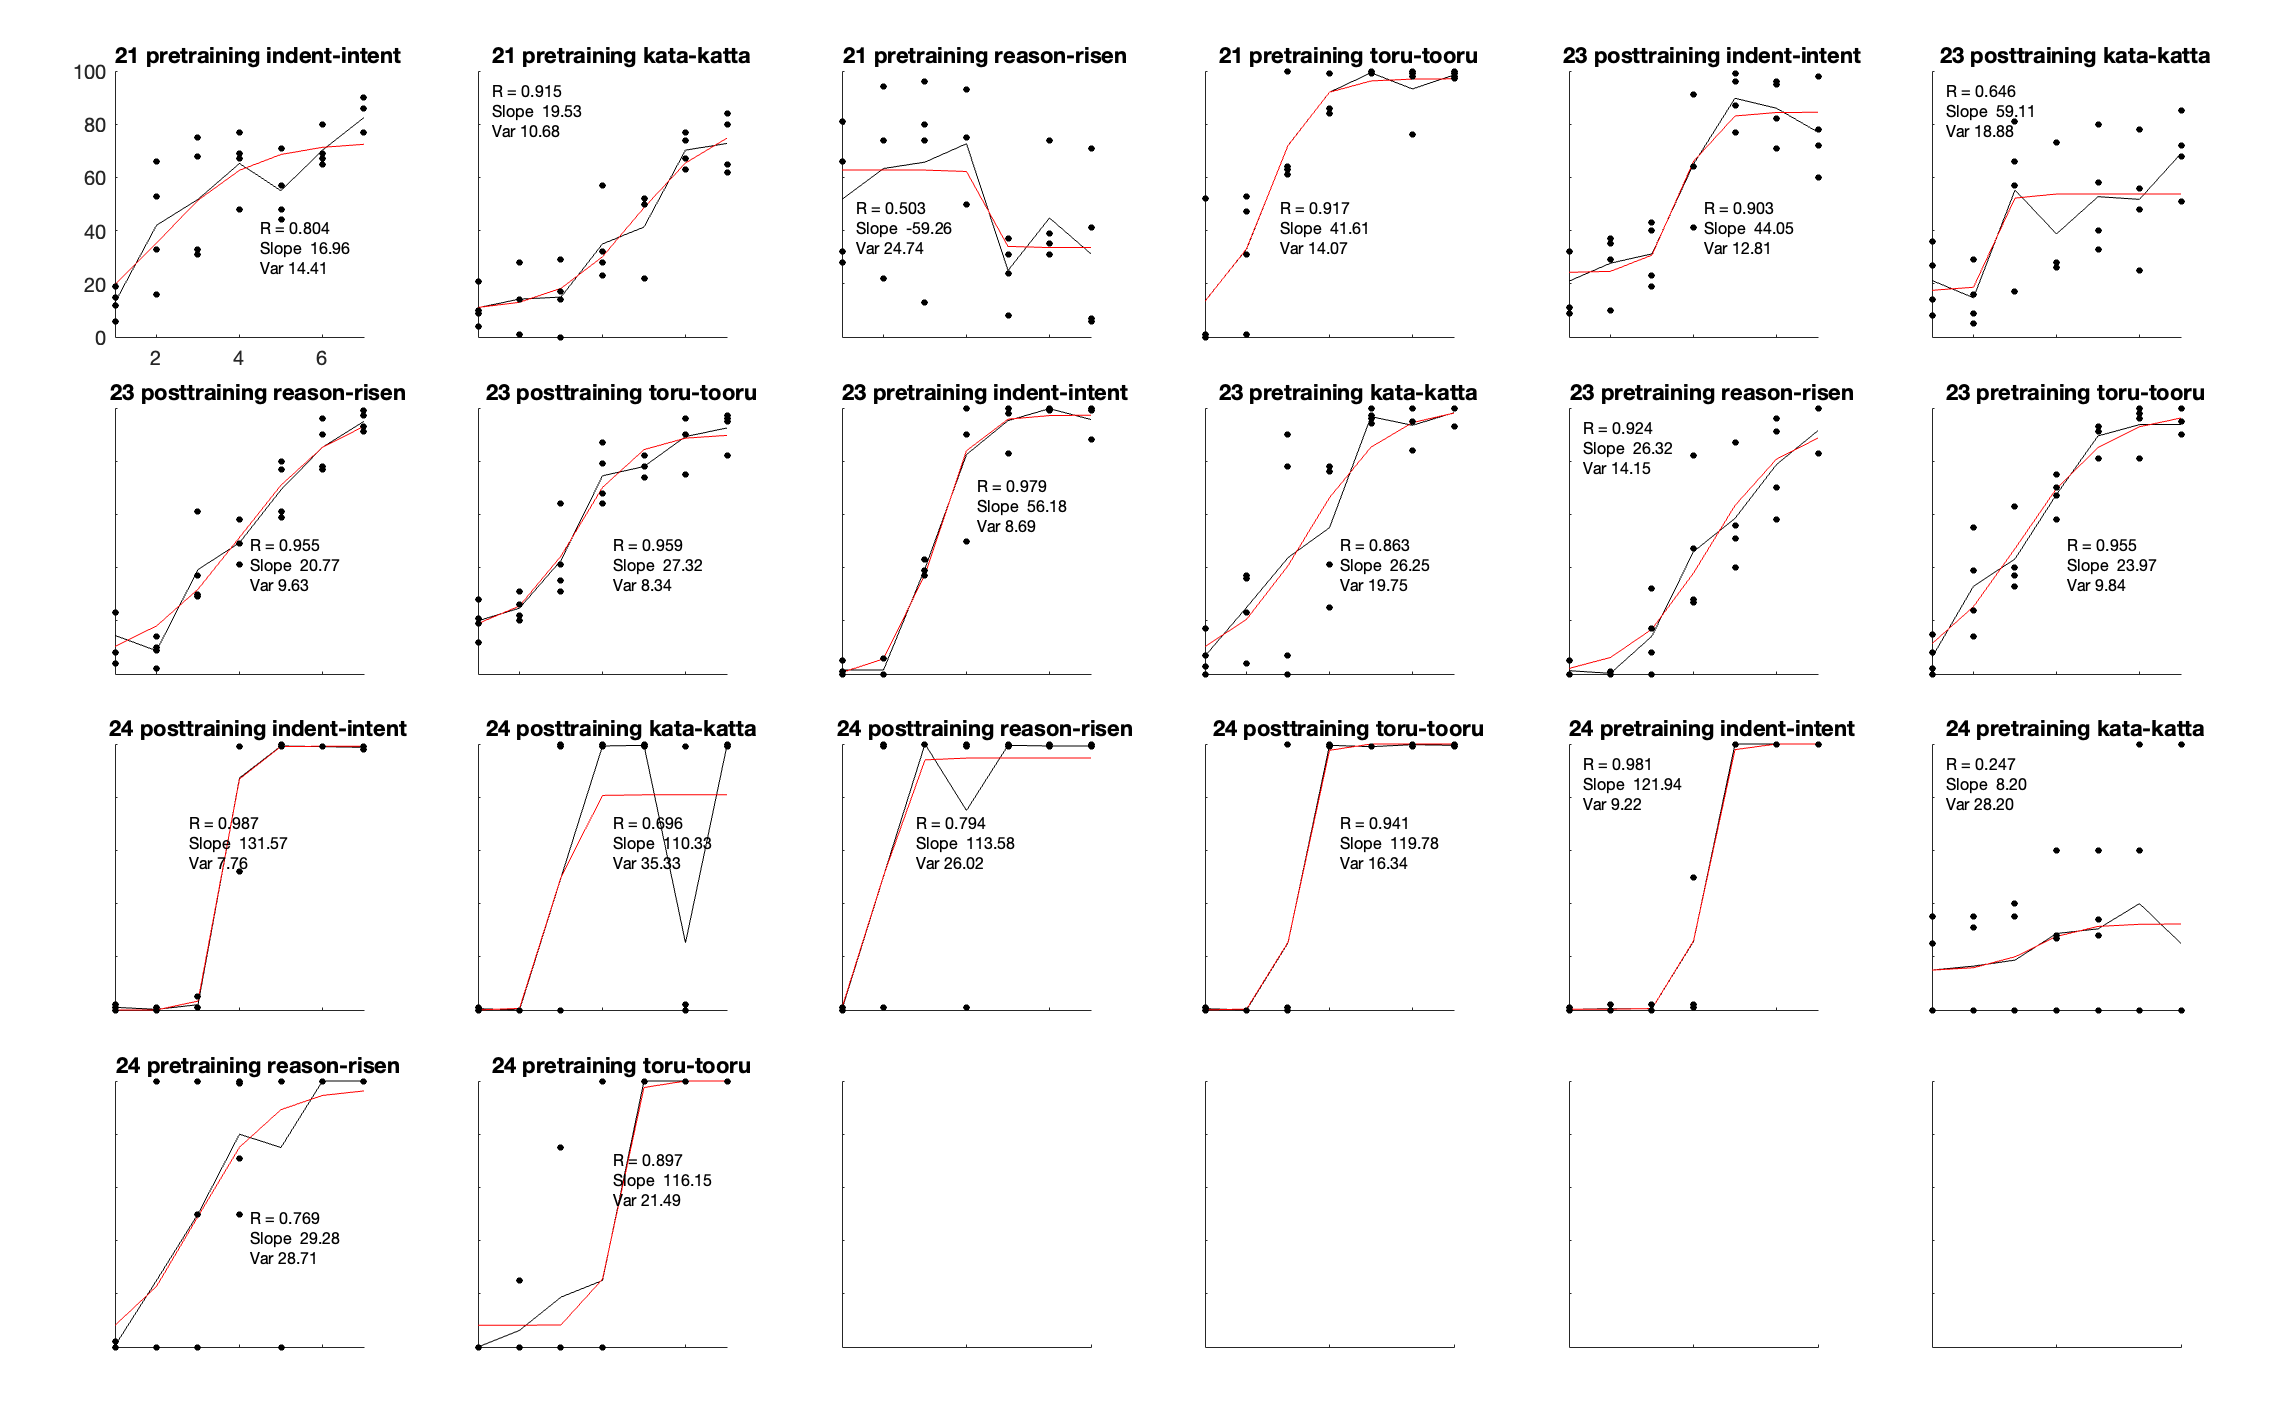 21 pretraining indent-intent
100
80
60
40
20
0
2 4 6
R = 0.804
Slope 16.96
Var 14.41
21 pretraining kata-katta
R = 0.915
Slope 19.53
Var 10.68
21 pretraining reason-risen
R = 0.503
Slope -59.26
Var 24.74
21 pretraining toru-tooru
R = 0.917
Slope 41.61
Var 14.07
23 posttraining indent-intent
R = 0.903
Slope 44.05
Var 12.81
23 posttraining kata-katta
R = 0.646
Slope 59.11
Var 18.88
23 posttraining reason-risen
R = 0.955
Slope 20.77
Var 9.63
23 posttraining toru-tooru
R = 0.959
Slope 27.32
Var 8.34
23 pretraining indent-intent
R = 0.979
Slope 56.18
Var 8.69
23 pretraining kata-katta
R = 0.863
Slope 26.25
Var 19.75
23 pretraining reason-risen
R = 0.924
Slope 26.32
Var 14.15
23 pretraining toru-tooru
R = 0.955
Slope 23.97
Var 9.84
24 posttraining indent-intent
R = 0.987
Slope 131.57
Var 7.76
24 posttraining kata-katta
R = 0.696
Slope 110.33
Var 35.33
24 posttraining reason-risen
R = 0.794
Slope 113.58
Var 26.02
24 posttraining toru-tooru
R = 0.941
Slope 119.78
Var 16.34
24 pretraining indent-intent
R = 0.981
Slope 121.94
Var 9.22
24 pretraining kata-katta
R = 0.247
Slope 8.20
Var 28.20
24 pretraining reason-risen
R = 0.769
Slope 29.28
Var 28.71
24 pretraining toru-tooru
R = 0.897
Slope 116.15
Var 21.49